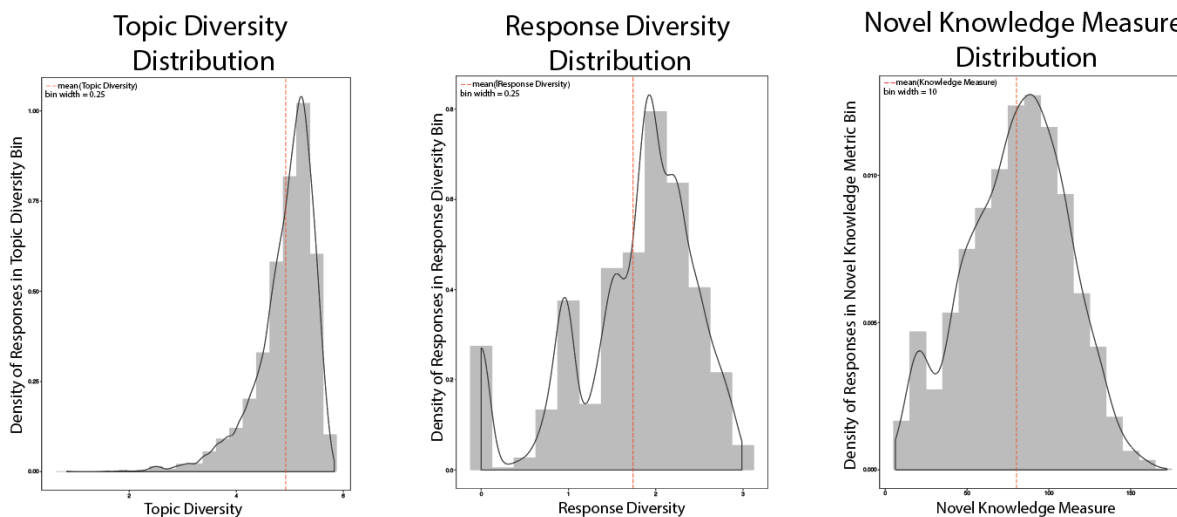 Topic Diversity
Distribution
mean(Topic Diversity)
bin width = 0.25
Density of Responses in Topic Diversity Bin
1.00
0.75
0.50
0.25
0.00
2
4
6
Topic Diversity
Response Diversity
Distribution
mean(Response Diversity)
bin width = 0.25
Density of Responses in Response Diversity Bin
0.8
0.6
0.4
0.2
0.0
0
1
2
3
Response Diversity
Novel Knowledge Measure
Distribution
mean(Knowledge Measure)
bin width = 10
Density of Responses in Novel Knowledge Metric Bin
0.010
0.005
0.000
0
50
100
150
Novel Knowledge Measure